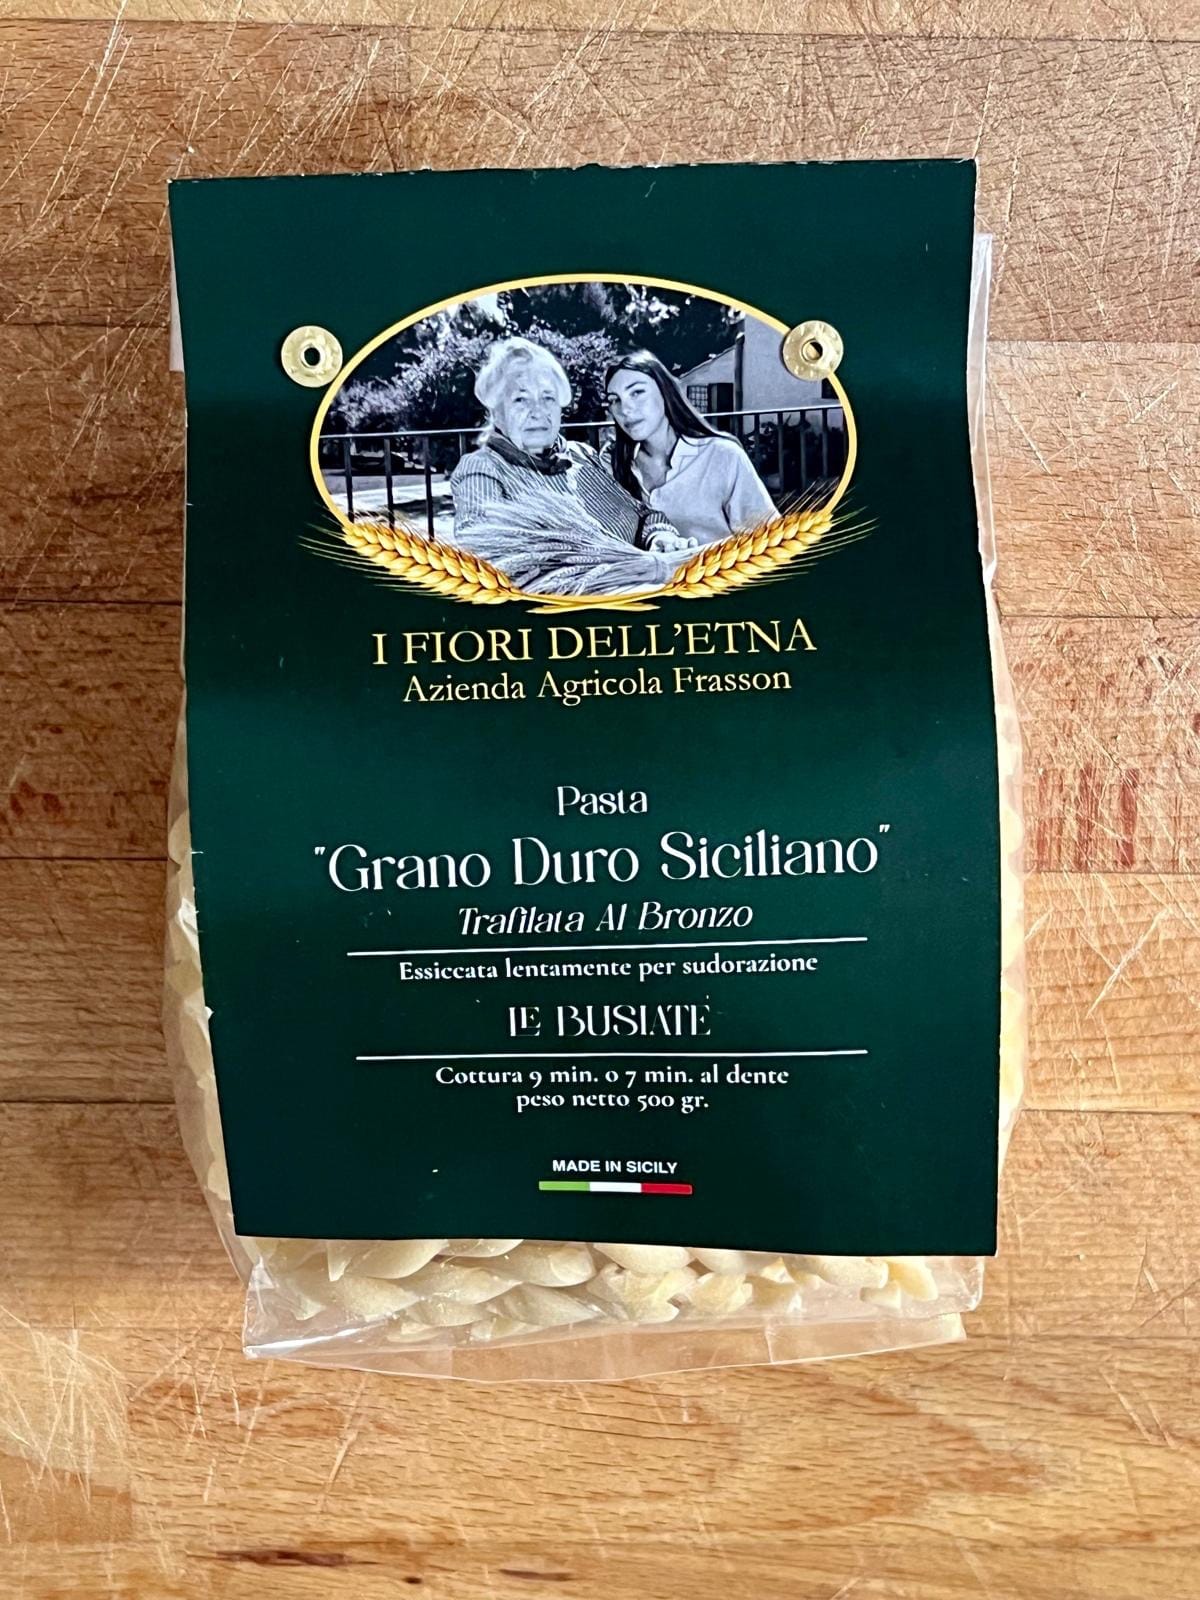 I FIORI DELL'ETNA
Azienda Agricola Frasson
Pasta
"Grano Duro Siciliano"
Trafilata Al Bronzo
Essiccata lentamente per sudorazione
LE BUSIATE
Cottura 9 min. o 7 min. al dente
peso netto 500 gr.
MADE IN SICILY